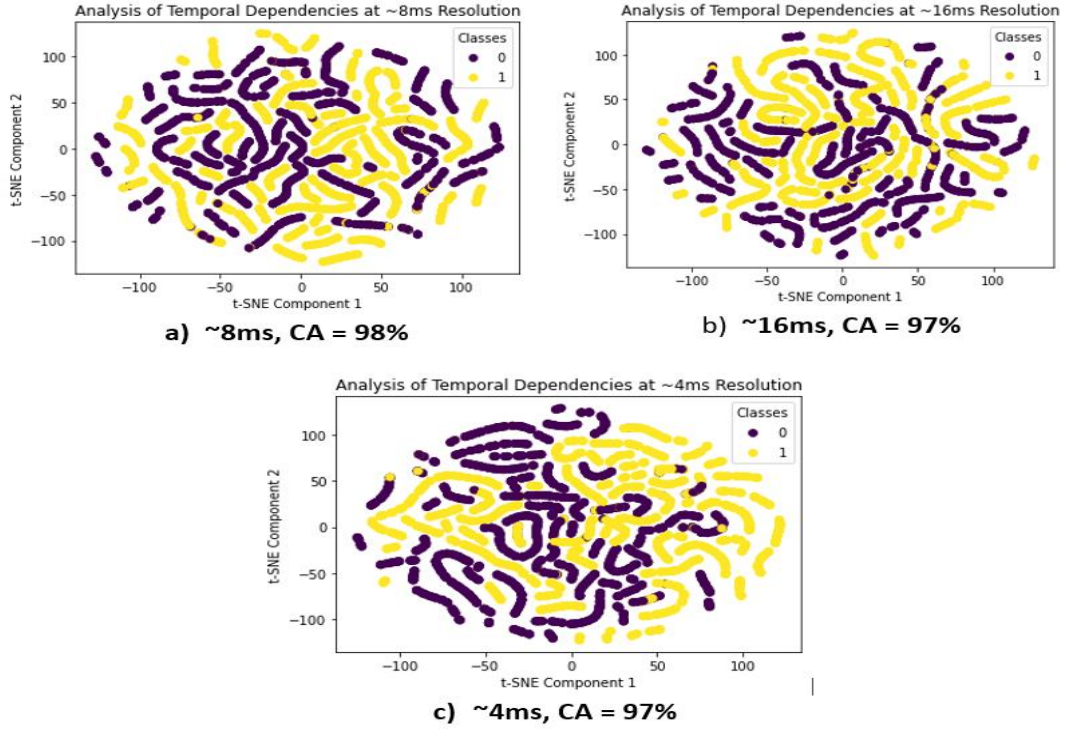 Analysis of Temporal Dependencies at ~8ms Resolution
Classes
0
1
100
50
0
−50
−100
t-SNE Component 2
−100 −50 0 50 100
t-SNE Component 1
a) ~8ms, CA = 98%
Analysis of Temporal Dependencies at ~16ms Resolution
Classes
0
1
100
50
0
−50
−100
t-SNE Component 2
−100 −50 0 50 100
t-SNE Component 1
b) ~16ms, CA = 97%
Analysis of Temporal Dependencies at ~4ms Resolution
Classes
0
1
100
50
0
−50
−100
t-SNE Component 2
−100 −50 0 50 100
t-SNE Component 1
c) ~4ms, CA = 97%